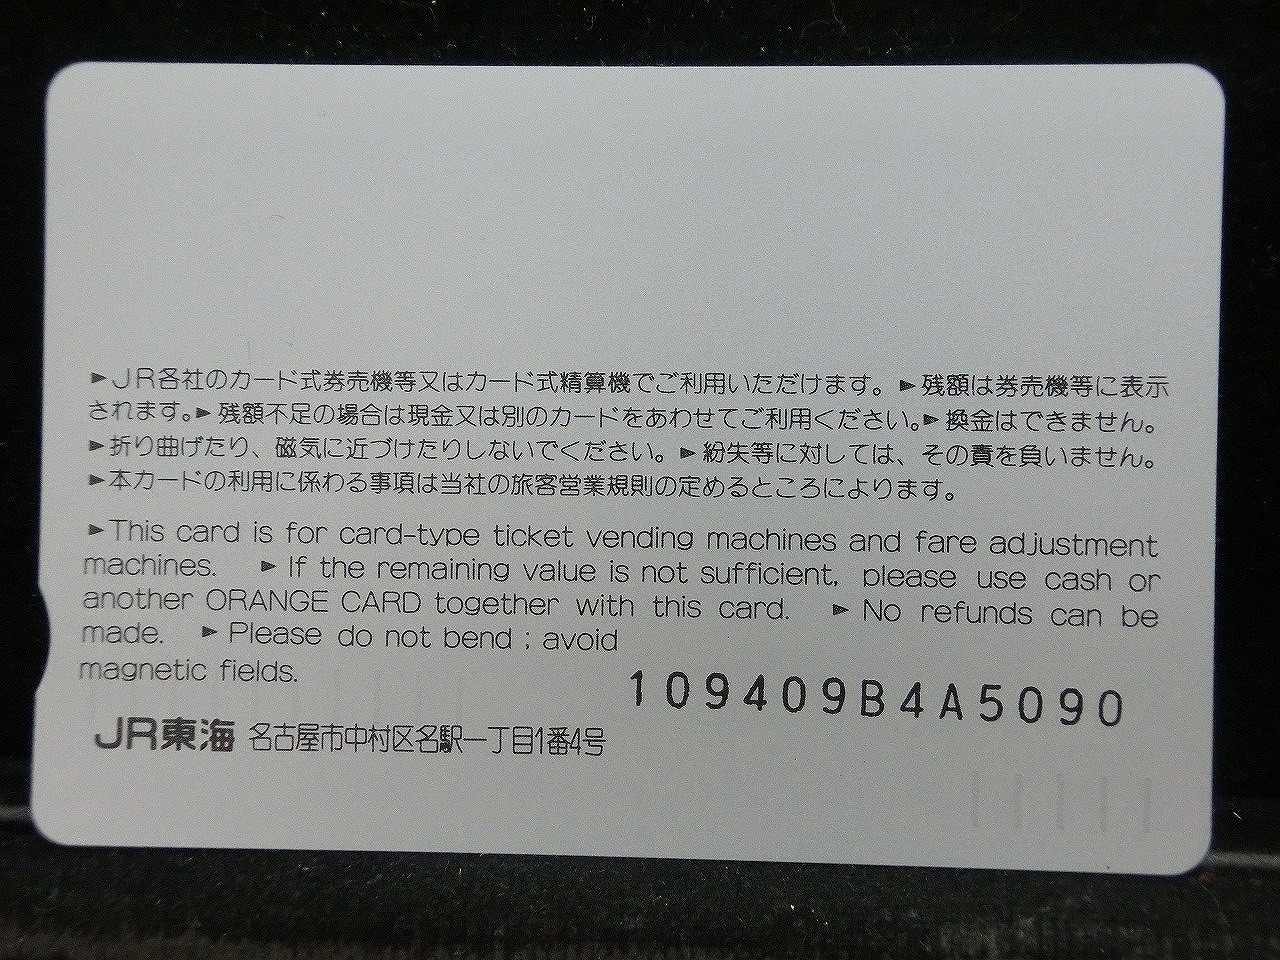 ▶JR各社のカード式券売機等又はカード式精算機でご利用いただけます。▶残額は券売機等に表示
されます。▶残額不足の場合は現金又は別のカードをあわせてご利用ください。▶換金はできません。
▶折り曲げたり、磁気に近づけたりしないでください。▶紛失等に対しては、その責を負いません。
▶本カードの利用に係わる事項は当社の旅客営業規則の定めるところによります。
▶This card is for card-type ticket vending machines and fare adjustment
machines. ▶If the remaining value is not sufficient, please use cash or
another ORANGE CARD together with this card. ▶No refunds can be
made. ▶Please do not bend ; avoid
magnetic fields.
109409B4A5090
JR東海 名古屋市中村区名駅一丁目1番4号